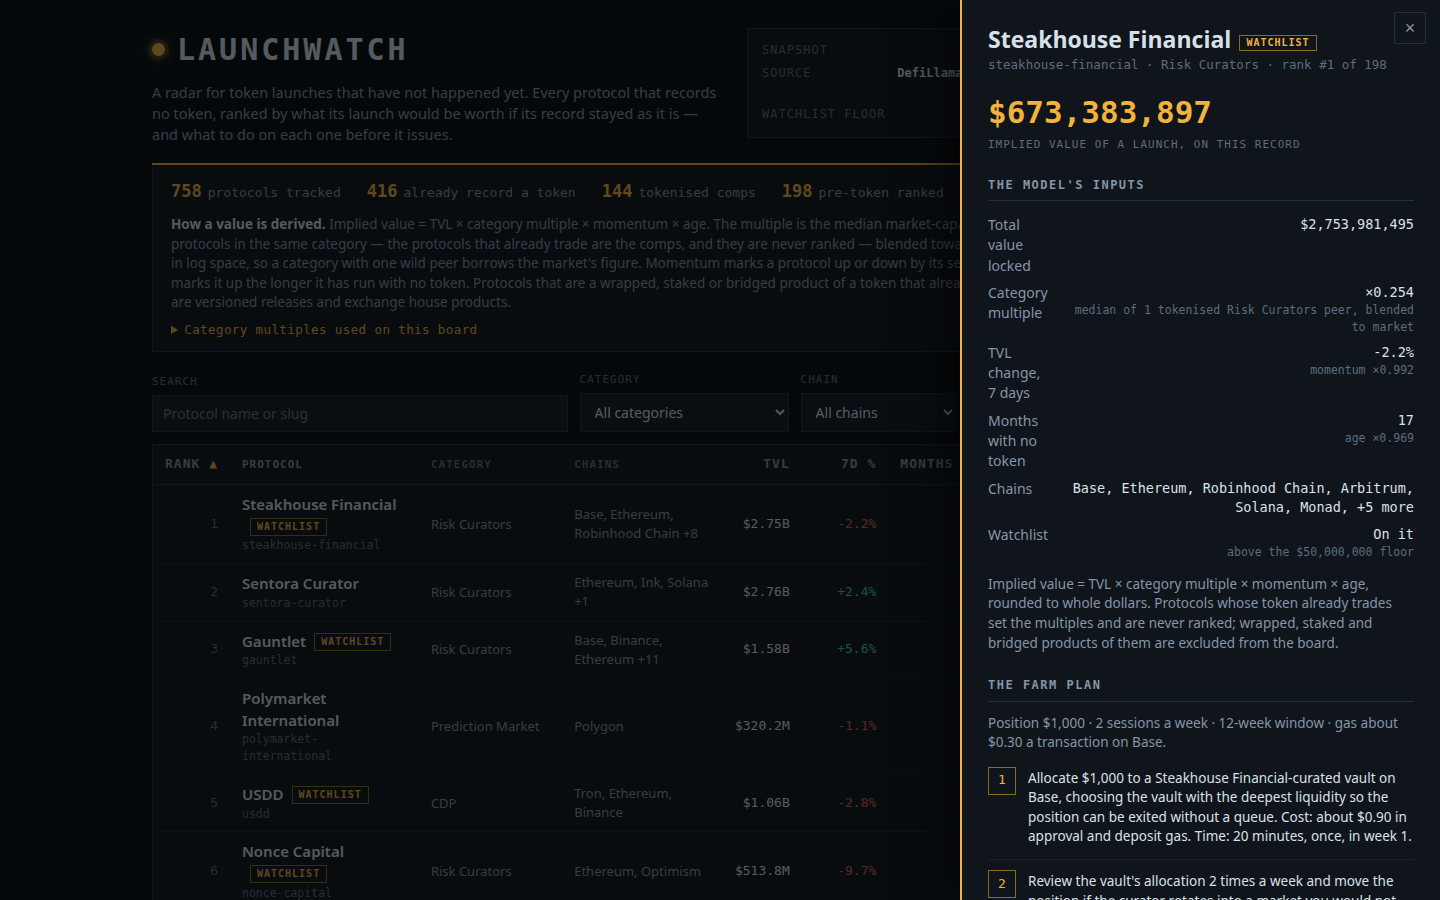 LAUNCHWATCH
A radar for token launches that have not happened yet. Every protocol that records
no token, ranked by what its launch would be worth if its record stayed as it is —
and what to do on each one before it issues.
SNAPSHOT
SOURCE DefiLlama
WATCHLIST FLOOR
758 protocols tracked 416 already record a token 144 tokenised comps 198 pre-token ranked
How a value is derived. Implied value = TVL × category multiple × momentum × age. The multiple is the median market-cap
protocols in the same category — the protocols that already trade are the comps, and they are never ranked — blended
in log space, so a category with one wild peer borrows the market's figure. Momentum marks a protocol up or down by its
marks it up the longer it has run with no token. Protocols that are a wrapped, staked or bridged product of a token that
are versioned releases and exchange house products.
▶ Category multiples used on this board
SEARCH CATEGORY CHAIN
Protocol name or slug All categories All chains
RANK ▲ PROTOCOL CATEGORY CHAINS TVL 7D % MONTHS
1 Steakhouse Financial WATCHLIST steakhouse-financial Risk Curators Base, Ethereum, Robinhood Chain +8 $2.75B -2.2%
2 Sentora Curator sentora-curator Risk Curators Ethereum, Ink, Solana +1 $2.76B +2.4%
3 Gauntlet WATCHLIST gauntlet Risk Curators Base, Binance, Ethereum +11 $1.58B +5.6%
4 Polymarket International polymarket-international Prediction Market Polygon $320.2M -1.1%
5 USDD WATCHLIST usdd CDP Tron, Ethereum, Binance $1.06B -2.8%
6 Nonce Capital WATCHLIST nonce-capital Risk Curators Ethereum, Optimism $513.8M -9.7%
×
Steakhouse Financial WATCHLIST
steakhouse-financial · Risk Curators · rank #1 of 198
$673,383,897
IMPLIED VALUE OF A LAUNCH, ON THIS RECORD
THE MODEL'S INPUTS
Total value locked $2,753,981,495
Category multiple ×0.254
median of 1 tokenised Risk Curators peer, blended
to market
TVL change, 7 days -2.2%
momentum ×0.992
Months with no token 17
age ×0.969
Chains Base, Ethereum, Robinhood Chain, Arbitrum,
Solana, Monad, +5 more
Watchlist On it
above the $50,000,000 floor
Implied value = TVL × category multiple × momentum × age,
rounded to whole dollars. Protocols whose token already trades
set the multiples and are never ranked; wrapped, staked and
bridged products of them are excluded from the board.
THE FARM PLAN
Position $1,000 · 2 sessions a week · 12-week window · gas about
$0.30 a transaction on Base.
1 Allocate $1,000 to a Steakhouse Financial-curated vault on
Base, choosing the vault with the deepest liquidity so the
position can be exited without a queue. Cost: about $0.90 in
approval and deposit gas. Time: 20 minutes, once, in week 1.
2 Review the vault's allocation 2 times a week and move the
position if the curator rotates into a market you would not